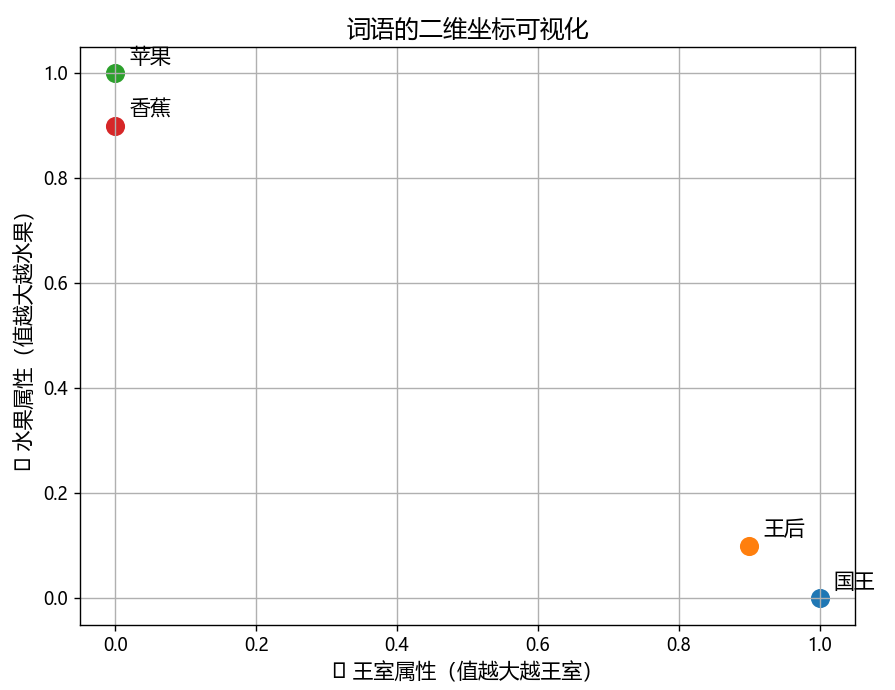 词语的二维坐标可视化
苹果
香蕉
王后
国王
1.0
0.8
0.6
0.4
0.2
0.0
□ 水果属性（值越大越水果）
0.0 0.2 0.4 0.6 0.8 1.0
□ 王室属性（值越大越王室）